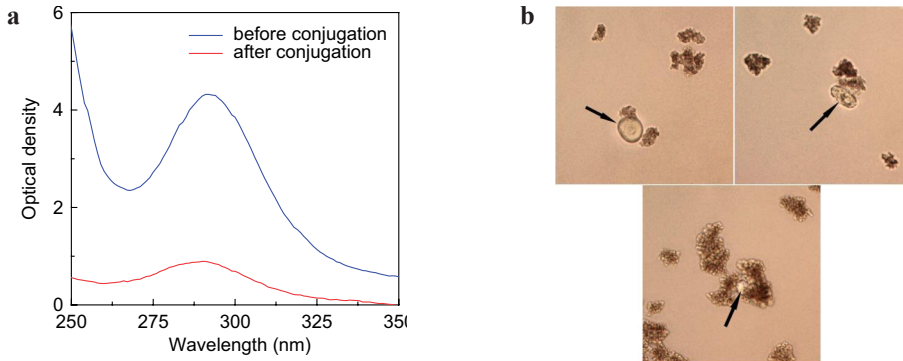 a
before conjugation
after conjugation
6
4
2
0
Optical density
250
275
300
325
350
Wavelength (nm)
b